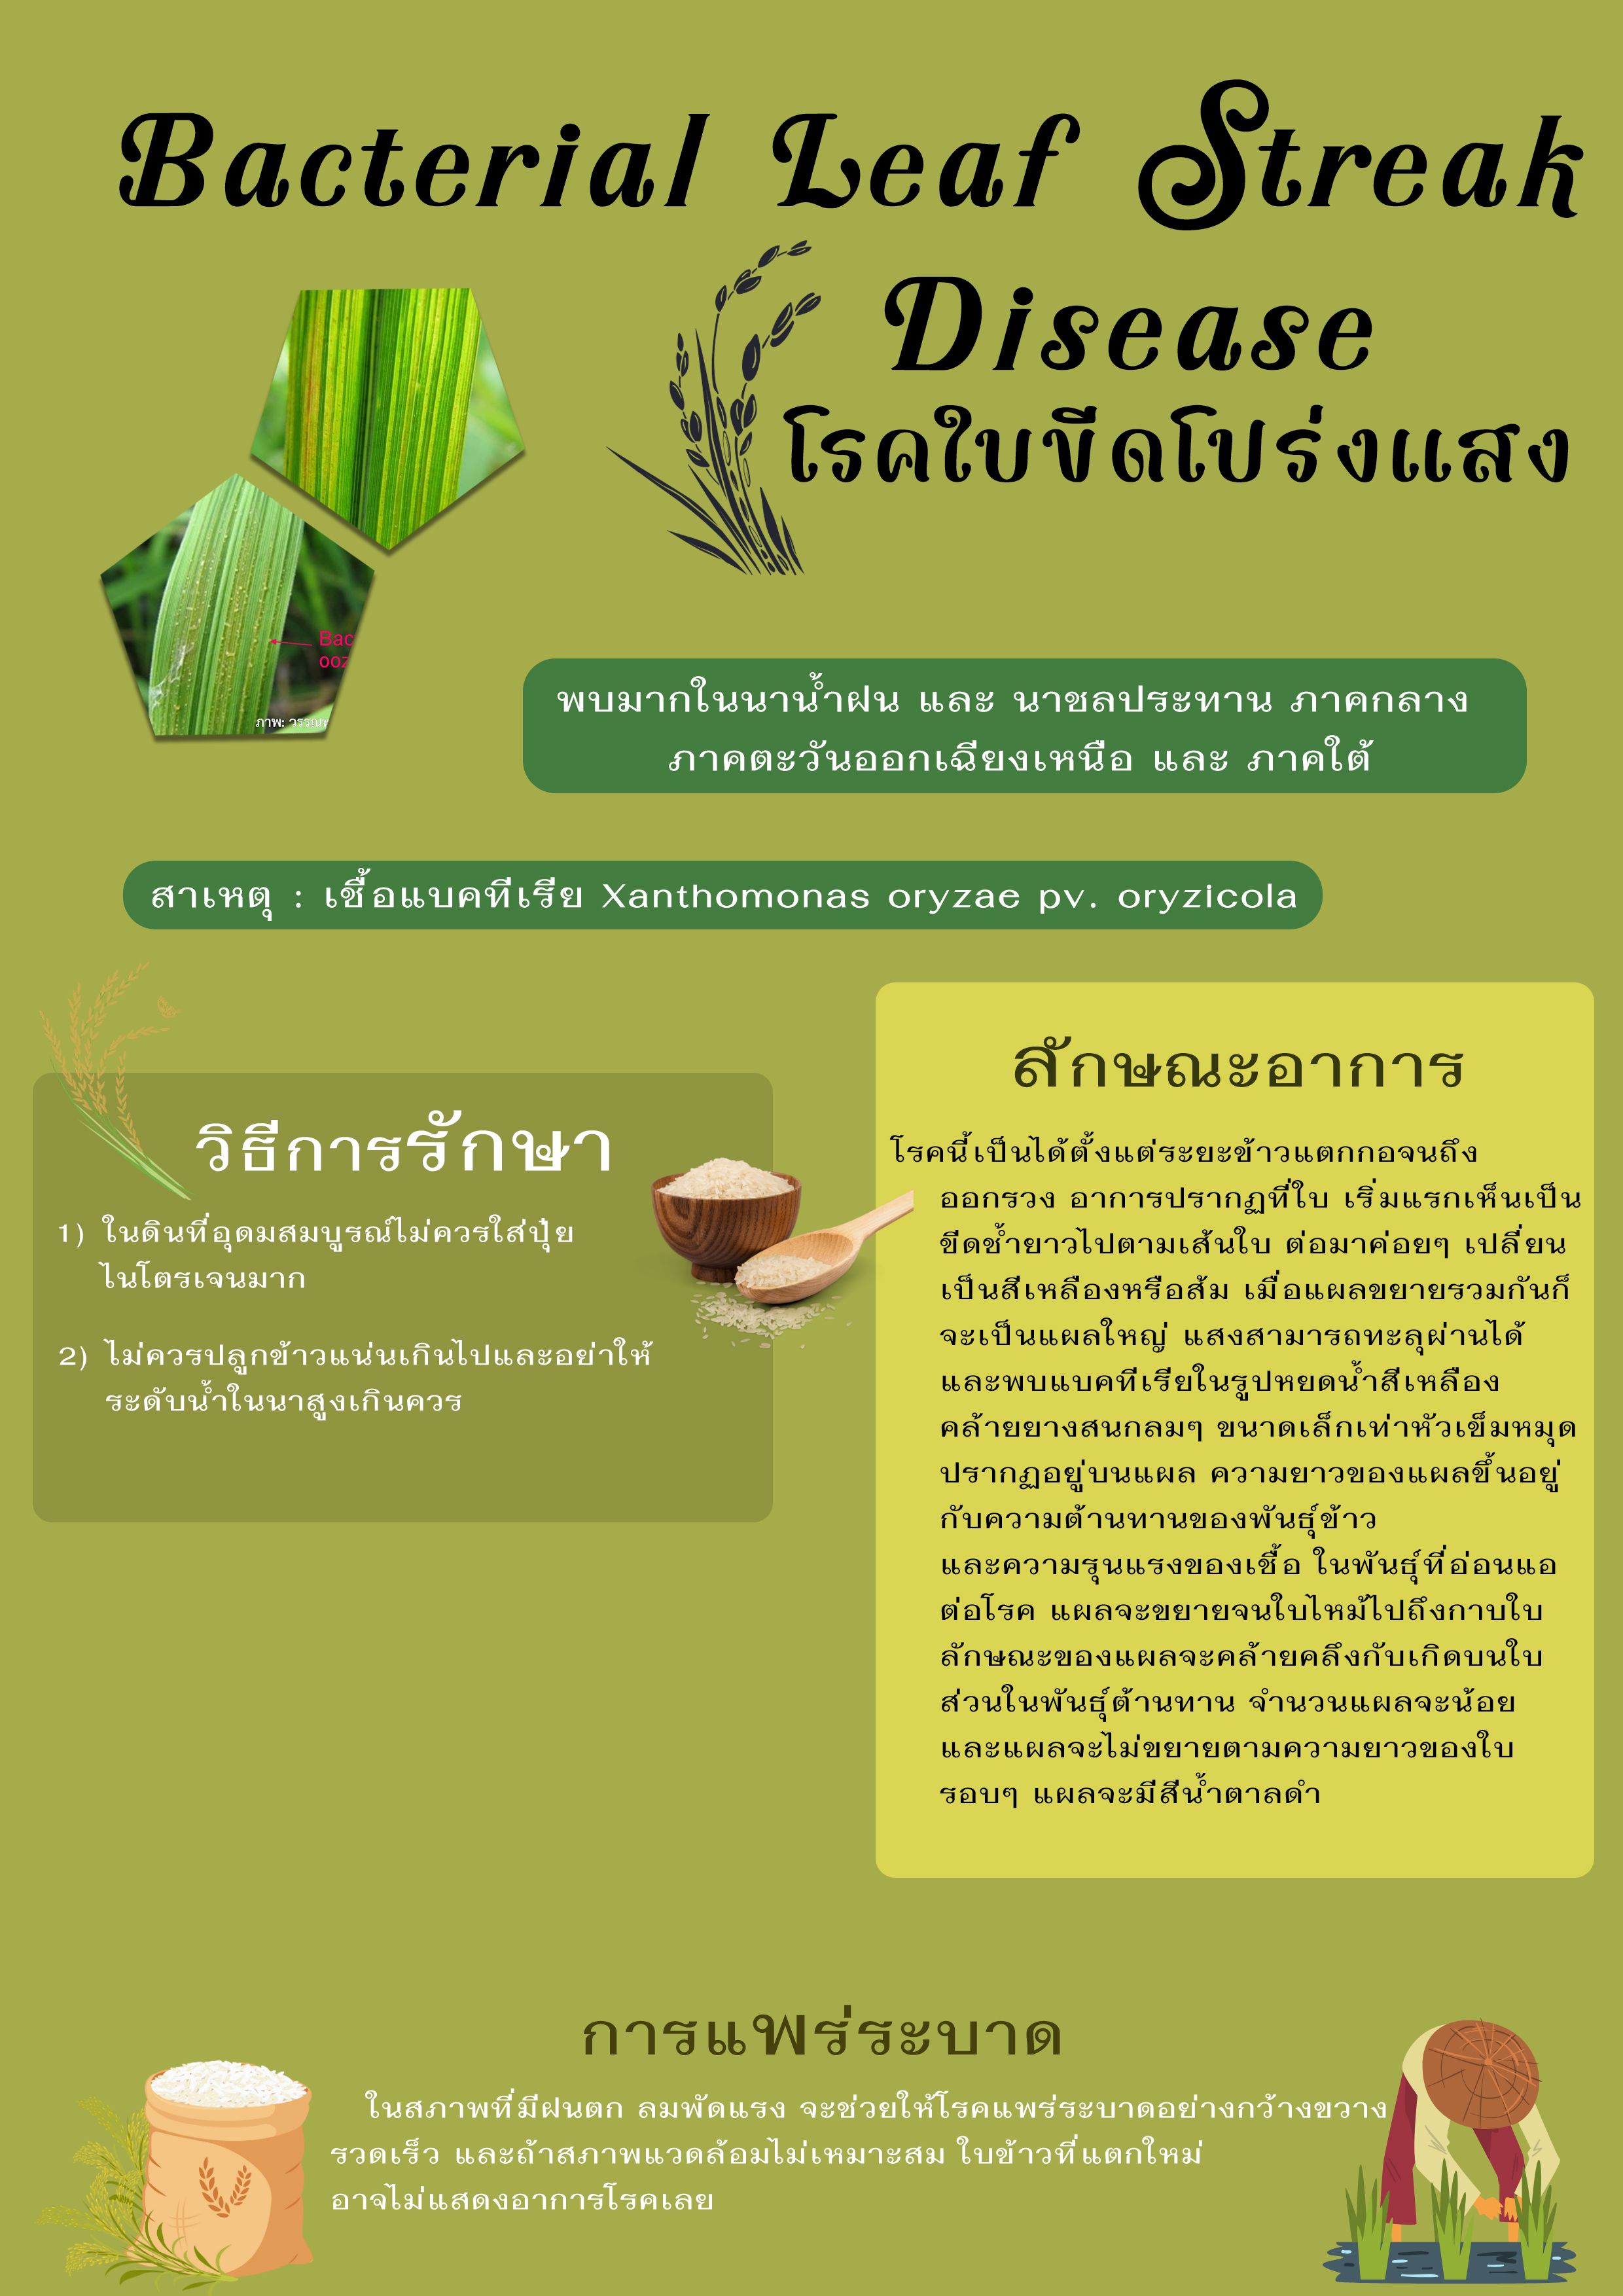 Bacterial Leaf Streak
Disease
โรคใบขีดโปร่งแสง
Bac
ooz
ภาพ: วรรณพ
พบมากในนาน้ำฝน และ นาชลประทาน ภาคกลาง
ภาคตะวันออกเฉียงเหนือ และ ภาคใต้
สาเหตุ : เชื้อแบคทีเรีย Xanthomonas oryzae pv. oryzicola
วิธีการรักษา
1) ในดินที่อุดมสมบูรณ์ไม่ควรใส่ปุ๋ย
ไนโตรเจนมาก
2) ไม่ควรปลูกข้าวแน่นเกินไปและอย่าให้
ระดับน้ำในนาสูงเกินควร
ลักษณะอาการ
โรคนี้เป็นได้ตั้งแต่ระยะข้าวแตกกอจนถึง
ออกรวง อาการปรากฏที่ใบ เริ่มแรกเห็นเป็น
ขีดช้ำยาวไปตามเส้นใบ ต่อมาค่อยๆ เปลี่ยน
เป็นสีเหลืองหรือส้ม เมื่อแผลขยายรวมกันก็
จะเป็นแผลใหญ่ แสงสามารถทะลุผ่านได้
และพบแบคทีเรียในรูปหยดน้ำสีเหลือง
คล้ายยางสนกลมๆ ขนาดเล็กเท่าหัวเข็มหมุด
ปรากฏอยู่บนแผล ความยาวของแผลขึ้นอยู่
กับความต้านทานของพันธุ์ข้าว
และความรุนแรงของเชื้อ ในพันธุ์ที่อ่อนแอ
ต่อโรค แผลจะขยายจนใบไหม้ไปถึงกาบใบ
ลักษณะของแผลจะคล้ายคลึงกับเกิดบนใบ
ส่วนในพันธุ์ต้านทาน จำนวนแผลจะน้อย
และแผลจะไม่ขยายตามความยาวของใบ
รอบๆ แผลจะมีสีน้ำตาลดำ
การแพร่ระบาด
ในสภาพที่มีฝนตก ลมพัดแรง จะช่วยให้โรคแพร่ระบาดอย่างกว้างขวาง
รวดเร็ว และถ้าสภาพแวดล้อมไม่เหมาะสม ใบข้าวที่แตกใหม่
อาจไม่แสดงอาการโรคเลย